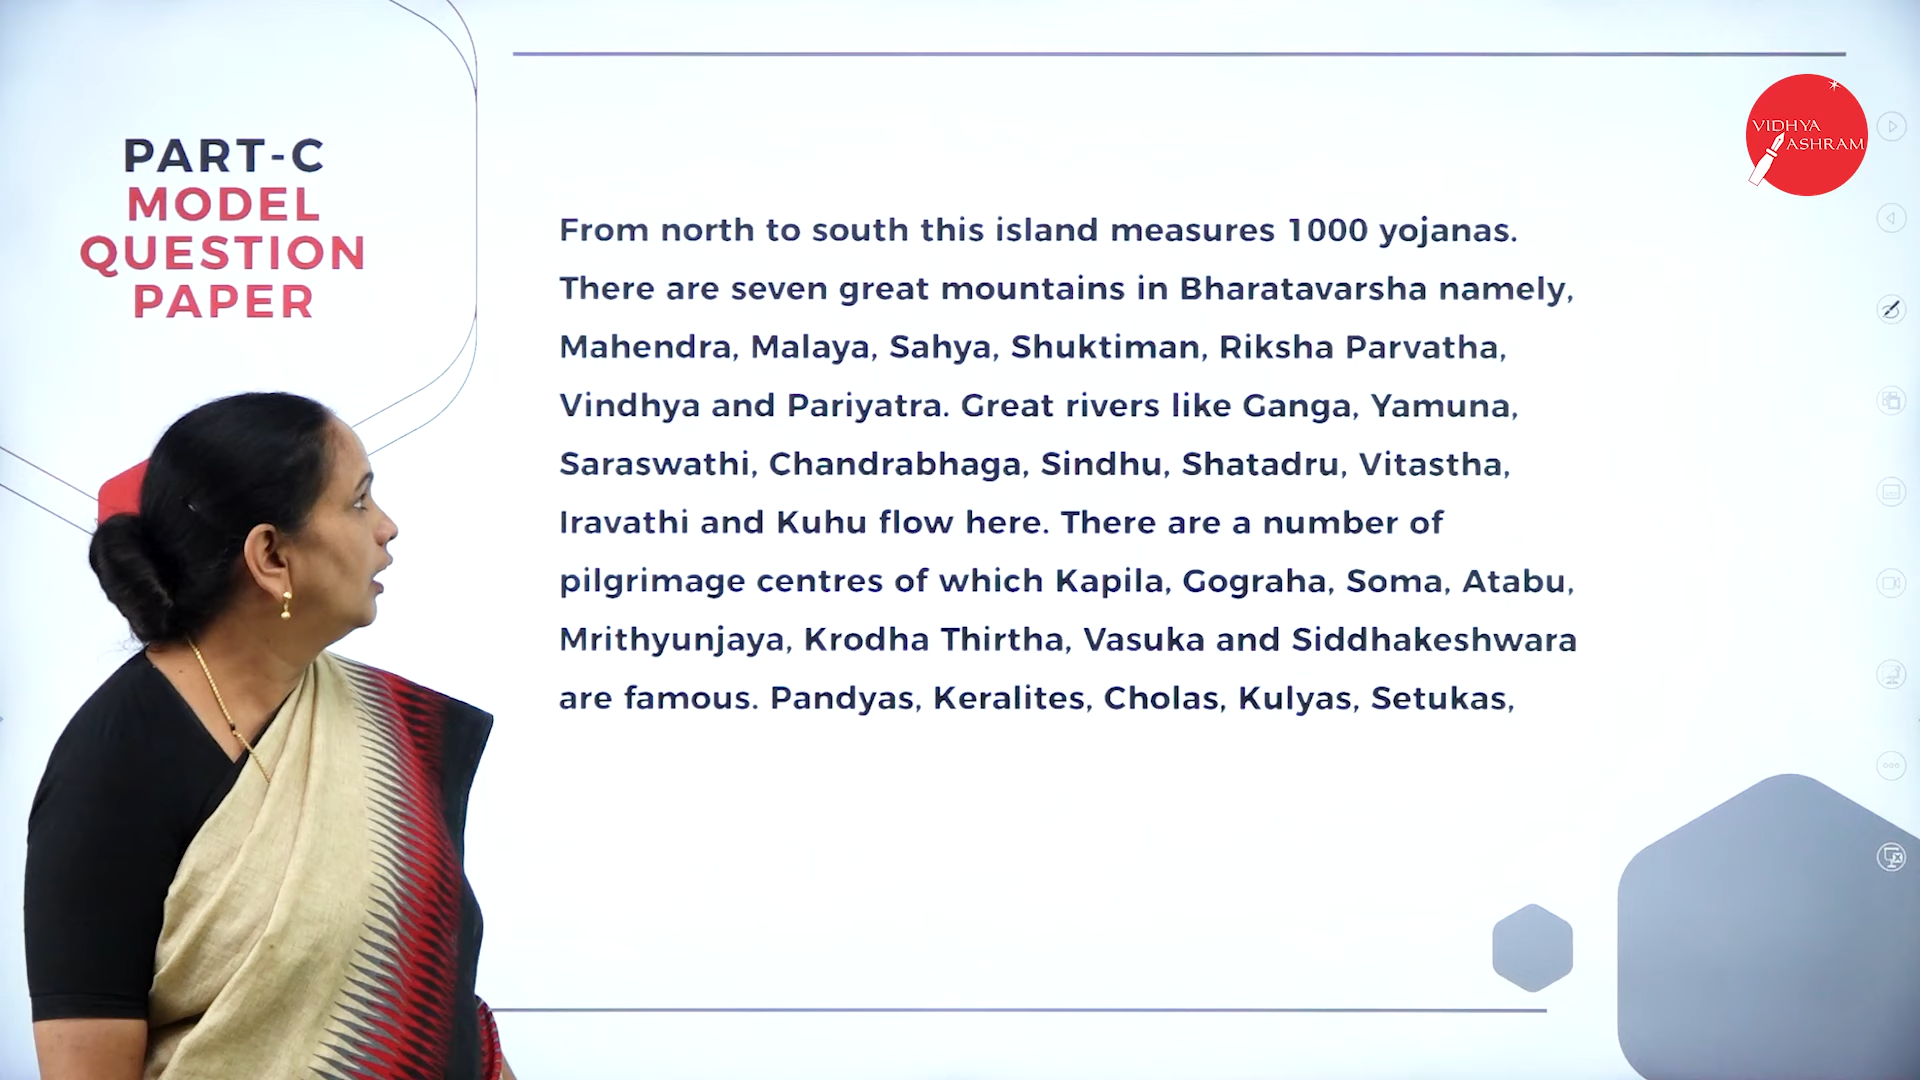 PART-C
MODEL
QUESTION
PAPER
VIDHYA
ASHRAM
From north to south this island measures 1000 yojanas.
There are seven great mountains in Bharatavarsha namely,
Mahendra, Malaya, Sahya, Shuktiman, Riksha Parvatha,
Vindhya and Pariyatra. Great rivers like Ganga, Yamuna,
Saraswathi, Chandrabhaga, Sindhu, Shatadru, Vitastha,
Iravathi and Kuhu flow here. There are a number of
pilgrimage centres of which Kapila, Gograha, Soma, Atabu,
Mrithyunjaya, Krodha Thirtha, Vasuka and Siddhakeshwara
are famous. Pandyas, Keralites, Cholas, Kulyas, Setukas,